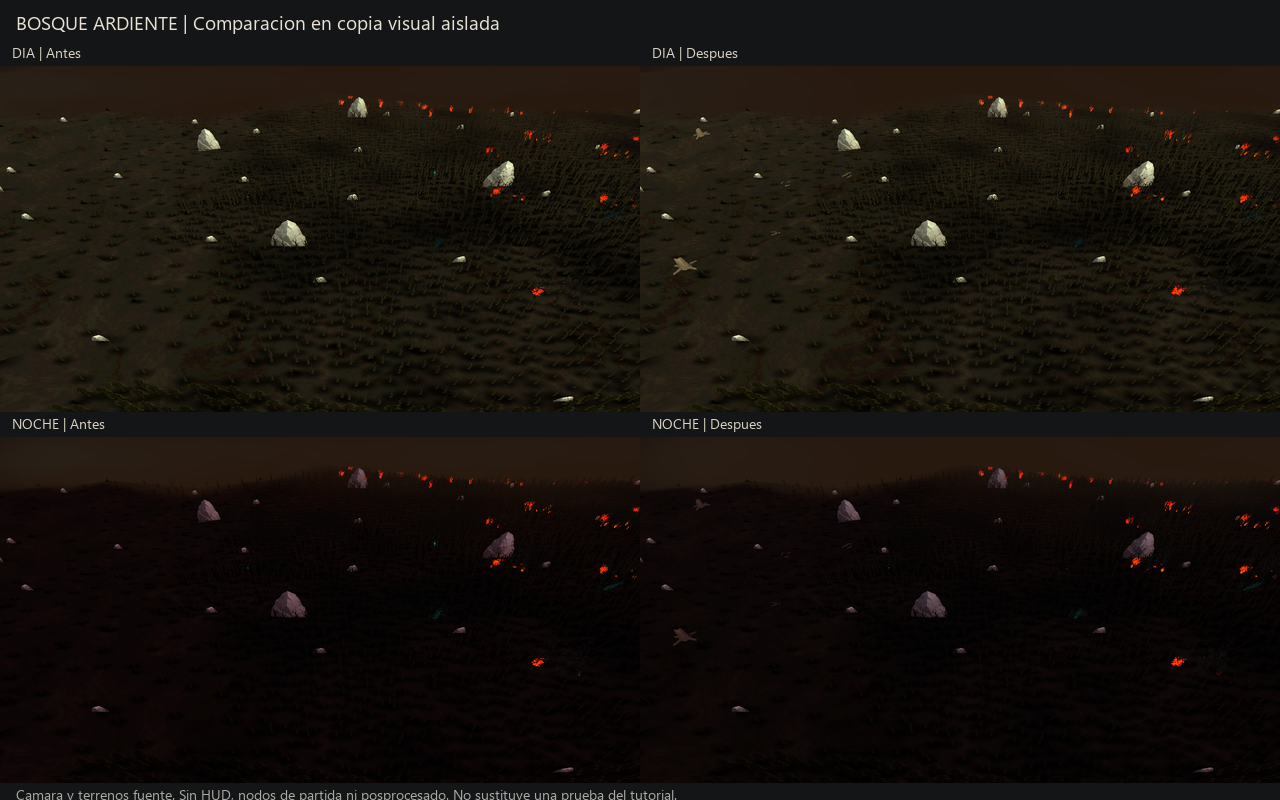 BOSQUE ARDIENTE | Comparacion en copia visual aislada
DIA | Antes
DIA | Despues
NOCHE | Antes
NOCHE | Despues
Camara y terrenos fuente. Sin HUD, nodos de partida ni posprocesado. No sustituye una prueba del tutorial.